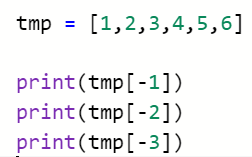 tmp = [1,2,3,4,5,6]
print(tmp[-1])
print(tmp[-2])
print(tmp[-3])